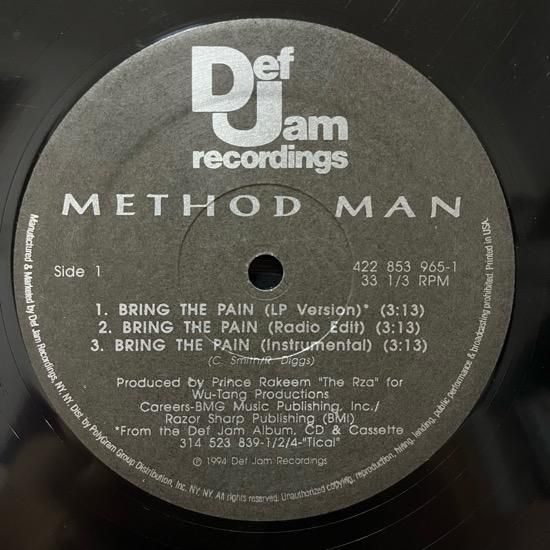 Def
Jam
recordings
METHOD MAN
Side 1
422 853 965-1
33 1/3 RPM
1. BRING THE PAIN (LP Version)* (3:13)
2. BRING THE PAIN (Radio Edit) (3:13)
3. BRING THE PAIN (Instrumental) (3:13)
(C. Smith/R. Diggs)
Produced by Prince Rakeem "The Rza" for
Wu-Tang Productions
Careers-BMG Music Publishing, Inc./
Razor Sharp Publishing (BMI)
*From the Def Jam Album, CD & Cassette
314 523 839-1/2/4-"Tical"
℗ 1994 Def Jam Recordings
Manufactured & Marketed by Def Jam Recordings, NY, NY. Dist. by PolyGram Group Distribution, Inc. NY, NY. All rights reserved. Unauthorized copying, reproduction, hiring, lending, public performance & broadcasting prohibited. Printed in USA.